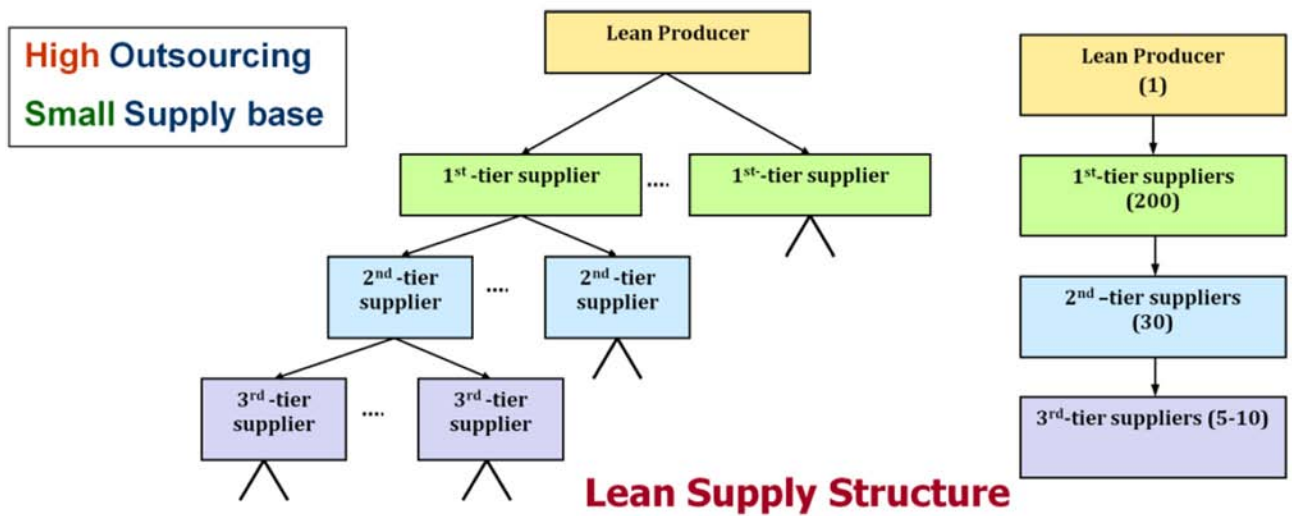 High Outsourcing
Small Supply base
Lean Producer
1st -tier supplier
....
1st--tier supplier
2nd -tier
supplier
....
2nd -tier
supplier
3rd -tier
supplier
....
3rd -tier
supplier
Lean Producer
(1)
1st-tier suppliers
(200)
2nd –tier suppliers
(30)
3rd-tier suppliers (5-10)
Lean Supply Structure